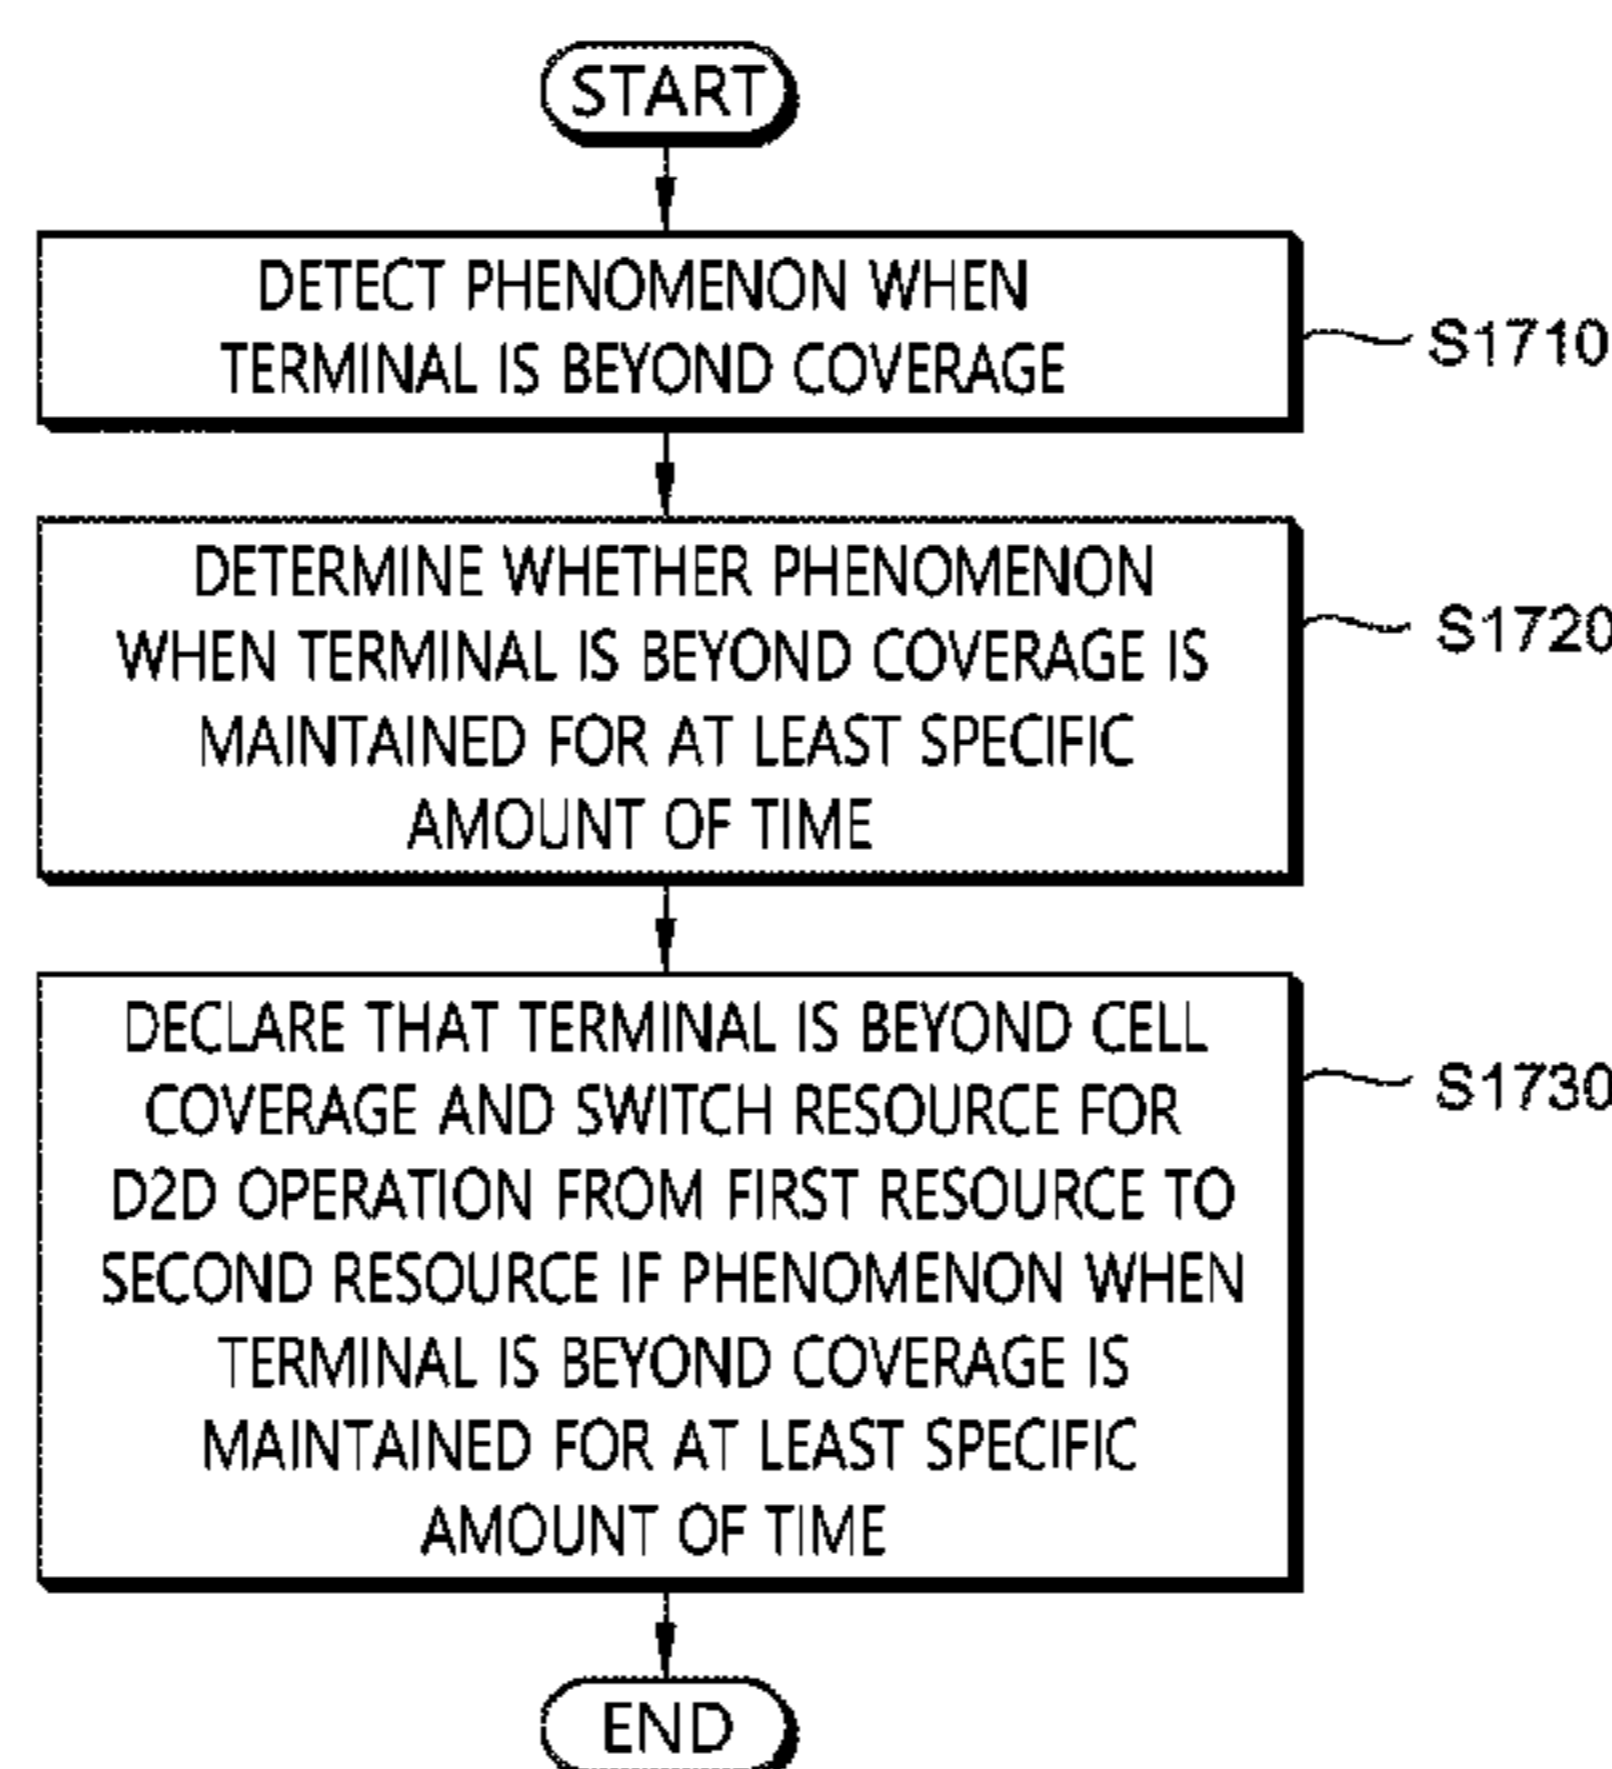 START
DETECT PHENOMENON WHEN
TERMINAL IS BEYOND COVERAGE
S1710
DETERMINE WHETHER PHENOMENON
WHEN TERMINAL IS BEYOND COVERAGE IS
MAINTAINED FOR AT LEAST SPECIFIC
AMOUNT OF TIME
S1720
DECLARE THAT TERMINAL IS BEYOND CELL
COVERAGE AND SWITCH RESOURCE FOR
D2D OPERATION FROM FIRST RESOURCE TO
SECOND RESOURCE IF PHENOMENON WHEN
TERMINAL IS BEYOND COVERAGE IS
MAINTAINED FOR AT LEAST SPECIFIC
AMOUNT OF TIME
S1730
END